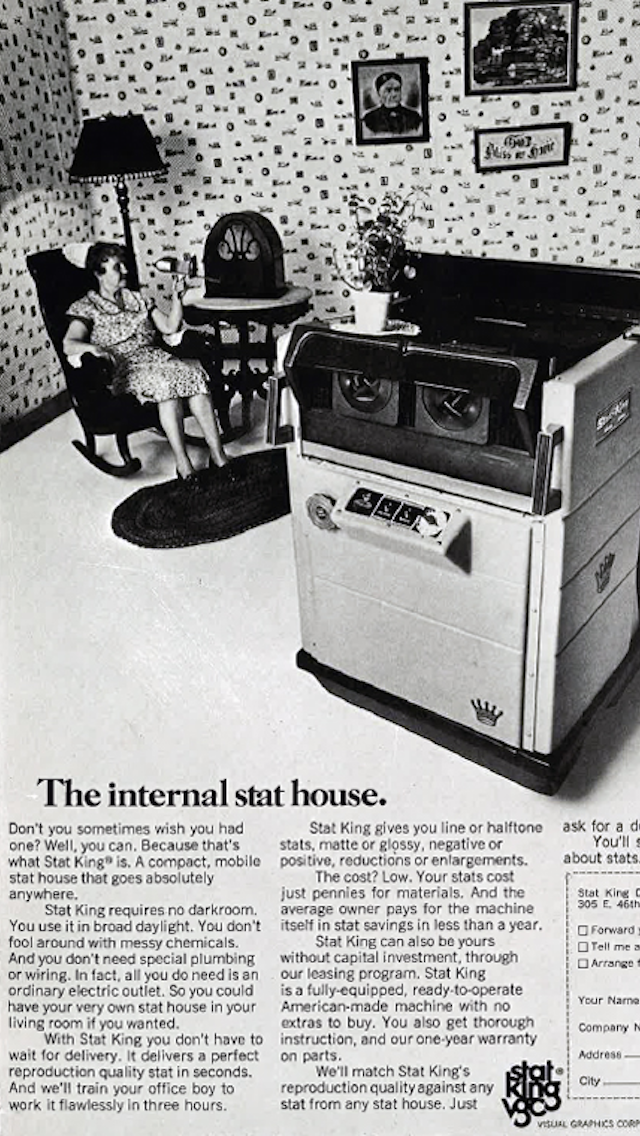 God
Bless our Home
Stat King
The internal stat house.
Don't you sometimes wish you had
one? Well, you can. Because that's
what Stat King® is. A compact, mobile
stat house that goes absolutely
anywhere.
Stat King requires no darkroom.
You use it in broad daylight. You don't
fool around with messy chemicals.
And you don't need special plumbing
or wiring. In fact, all you do need is an
ordinary electric outlet. So you could
have your very own stat house in your
living room if you wanted.
With Stat King you don't have to
wait for delivery. It delivers a perfect
reproduction quality stat in seconds.
And we'll train your office boy to
work it flawlessly in three hours.
Stat King gives you line or halftone
stats, matte or glossy, negative or
positive, reductions or enlargements.
The cost? Low. Your stats cost
just pennies for materials. And the
average owner pays for the machine
itself in stat savings in less than a year.
Stat King can also be yours
without capital investment, through
our leasing program. Stat King
is a fully-equipped, ready-to-operate
American-made machine with no
extras to buy. You also get thorough
instruction, and our one-year warranty
on parts.
We'll match Stat King's
reproduction quality against any
stat from any stat house. Just
ask for a d
You'll s
about stats.
Stat King D
305 E. 46th
Forward y
Tell me a
Arrange f
Your Name
Company N
Address
City
stat
king®
vgc
VISUAL GRAPHICS CORP